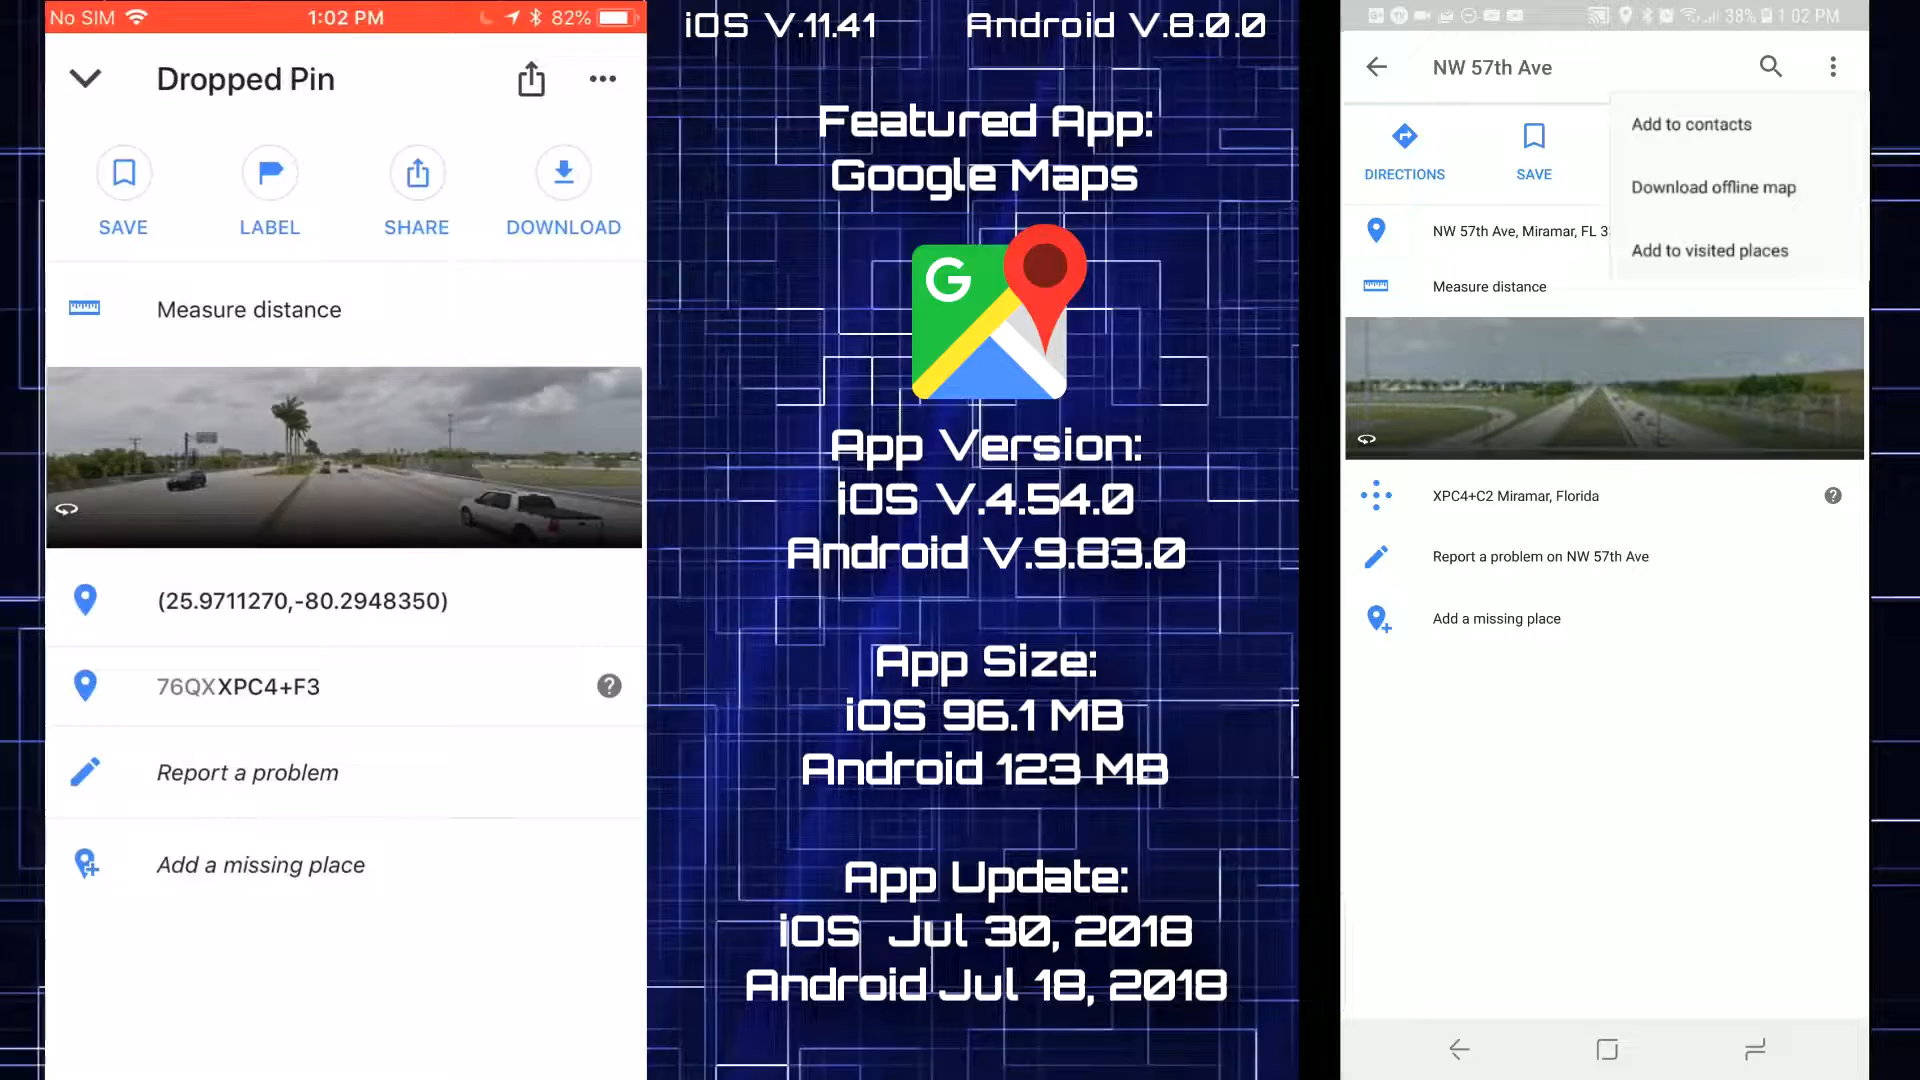 No SIM
1:02 PM
82%
Dropped Pin
SAVE
LABEL
SHARE
DOWNLOAD
Measure distance
(25.9711270,-80.2948350)
76QXXPC4+F3
Report a problem
Add a missing place
iOS V.11.41
Android V.8.0.0
Featured App:
Google Maps
G
App Version:
iOS V.4.54.0
Android V.9.83.0
App Size:
iOS 96.1 MB
Android 123 MB
App Update:
iOS Jul 30, 2018
Android Jul 18, 2018
38%
1:02 PM
NW 57th Ave
Add to contacts
Download offline map
Add to visited places
DIRECTIONS
SAVE
NW 57th Ave, Miramar, FL 3
Measure distance
XPC4+C2 Miramar, Florida
Report a problem on NW 57th Ave
Add a missing place